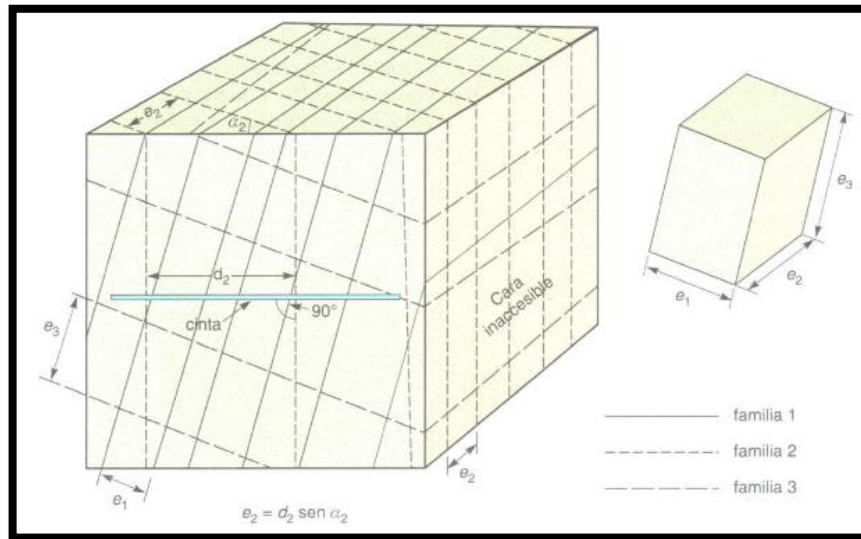 e₂
α₂
d₂
cinta
90°
e₃
e₁
e₂ = d₂ sen α₂
Cara
inaccesible
e₂
e₃
e₂
e₁
familia 1
familia 2
familia 3